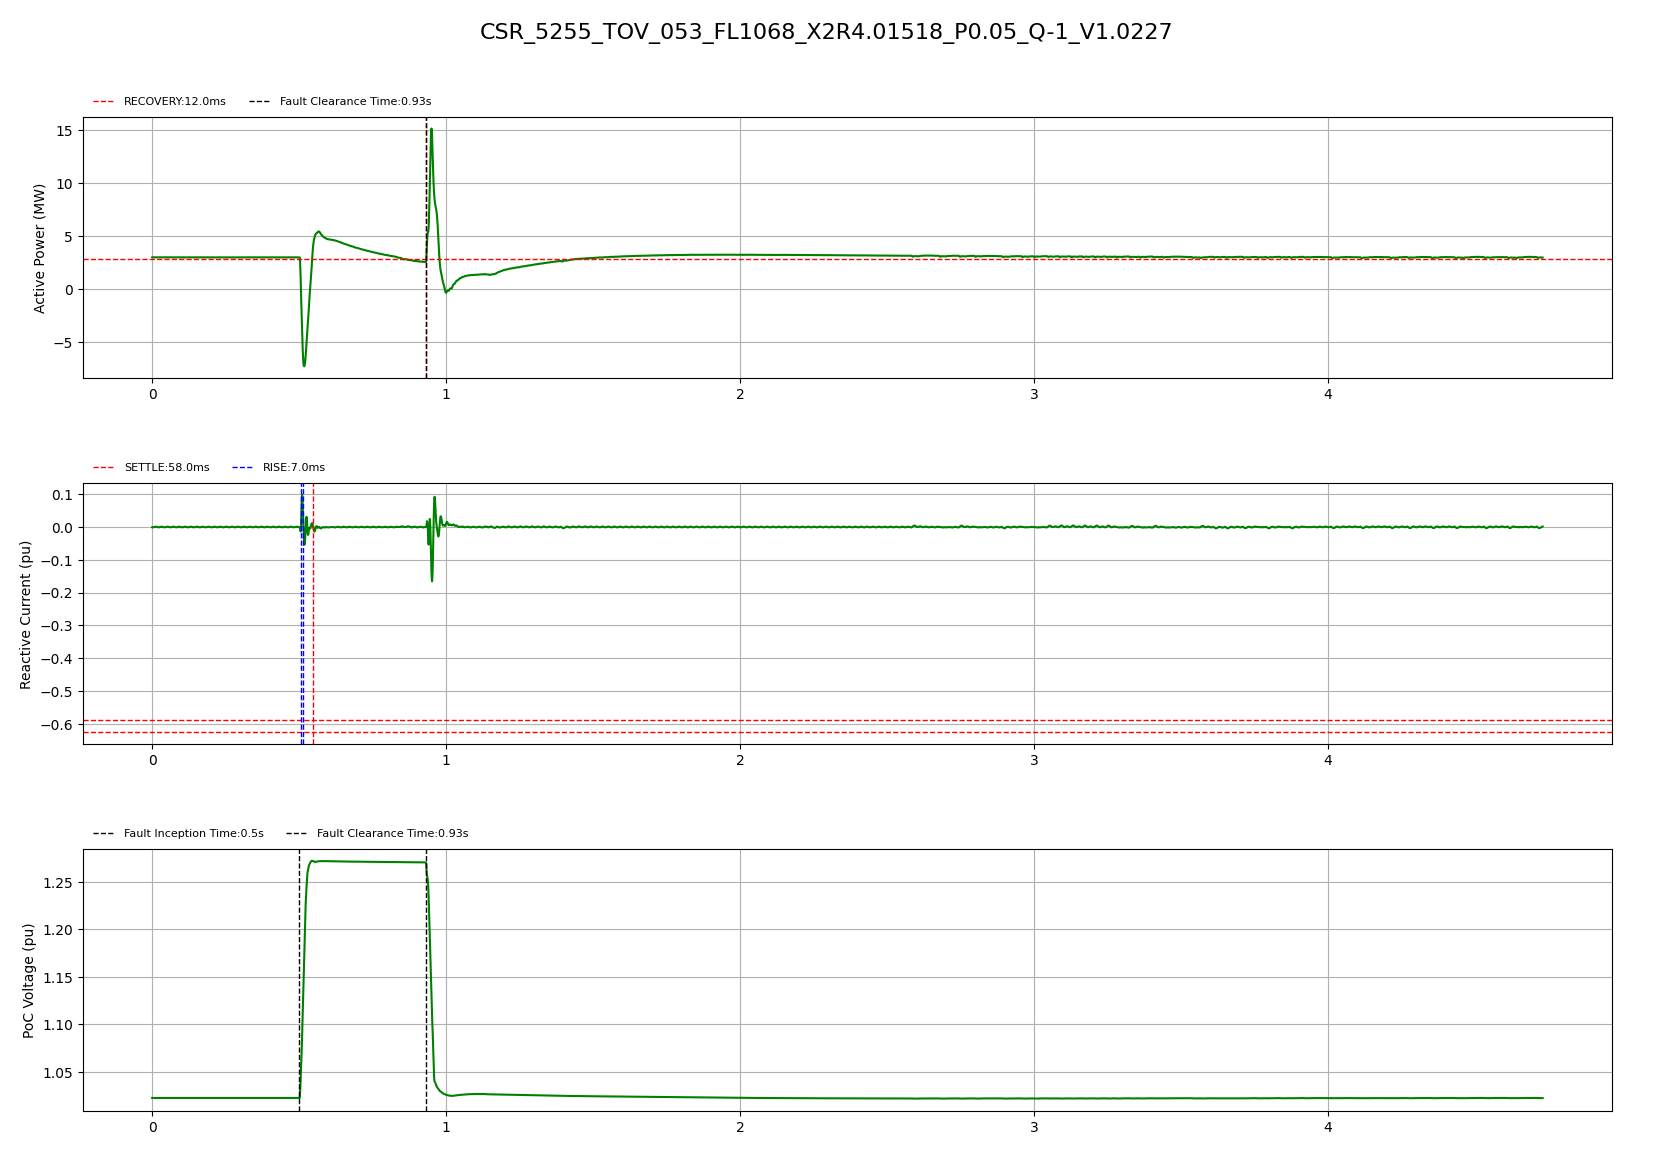 CSR_5255_TOV_053_FL1068_X2R4.01518_P0.05_Q-1_V1.0227
RECOVERY:12.0ms Fault Clearance Time:0.93s
Active Power (MW)
15
10
5
0
−5
0 1 2 3 4
SETTLE:58.0ms RISE:7.0ms
Reactive Current (pu)
0.1
0.0
−0.1
−0.2
−0.3
−0.4
−0.5
−0.6
0 1 2 3 4
Fault Inception Time:0.5s Fault Clearance Time:0.93s
PoC Voltage (pu)
1.25
1.20
1.15
1.10
1.05
0 1 2 3 4